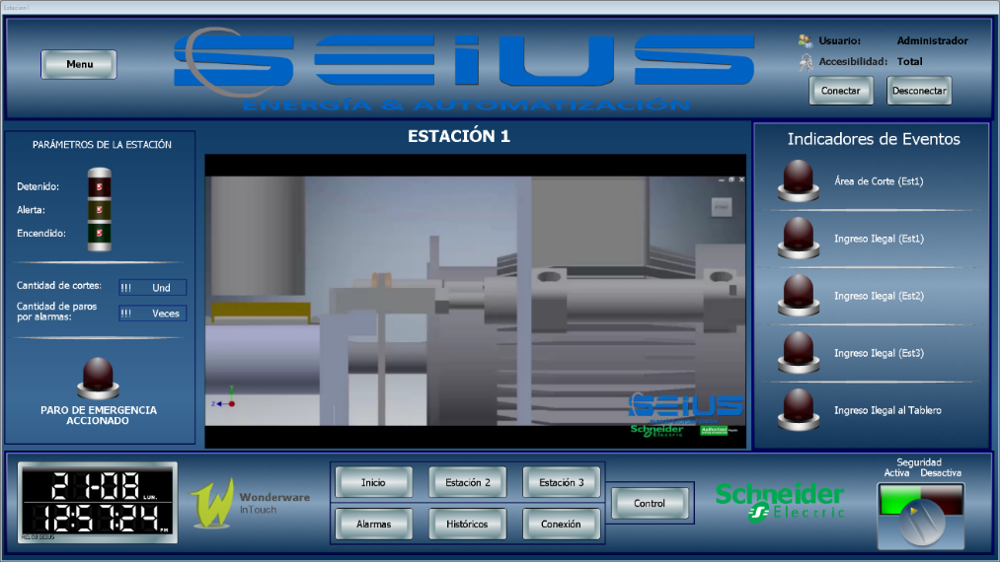 Estación1
Menu
SEIUS
ENERGÍA & AUTOMATIZACIÓN
Usuario: Administrador
Accesibilidad: Total
Conectar
Desconectar
PARÁMETROS DE LA ESTACIÓN
Detenido:
Alerta:
Encendido:
Cantidad de cortes:
!!! Und
Cantidad de paros
por alarmas:
!!! Veces
PARO DE EMERGENCIA
ACCIONADO
ESTACIÓN 1
Z
Y
SEIUS
Schneider
Electric
Indicadores de Eventos
Área de Corte (Est1)
Ingreso Ilegal (Est1)
Ingreso Ilegal (Est2)
Ingreso Ilegal (Est3)
Ingreso Ilegal al Tablero
21-08 LUN.
12:51:24 PM
RELOJ SEIUS
Wonderware
InTouch
Inicio
Estación 2
Estación 3
Alarmas
Históricos
Conexión
Control
Schneider
Electric
Seguridad
Activa Desactiva